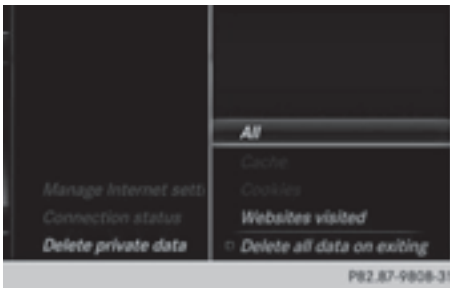 All
Cache
Manage Internet sett
Cookies
Connection status
Websites visited
Delete private data
Delete all data on exiting
P82.87-9808-31